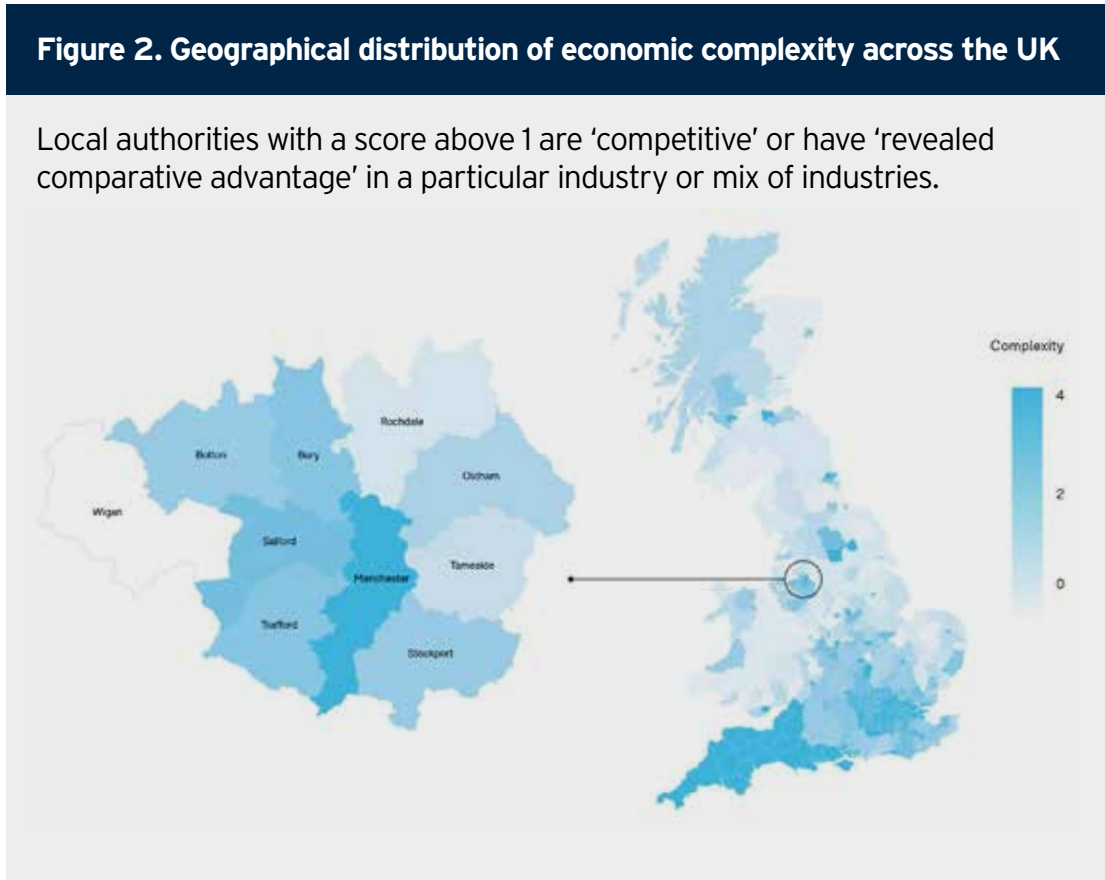 Figure 2. Geographical distribution of economic complexity across the UK
Local authorities with a score above 1 are ‘competitive’ or have ‘revealed
comparative advantage’ in a particular industry or mix of industries.
Complexity
4
2
0
Rochdale
Bolton
Bury
Oldham
Wigan
Salford
Tameside
Manchester
Trafford
Stockport